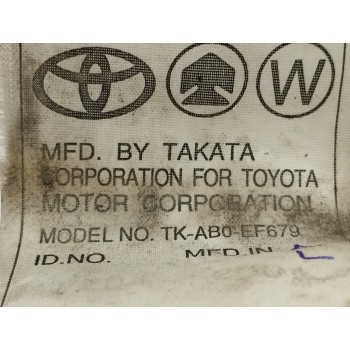 W
MFD. BY TAKATA
CORPORATION FOR TOYOTA
MOTOR CORPORATION
MODEL NO. TK-AB0-EF679
ID.NO. MFD.IN